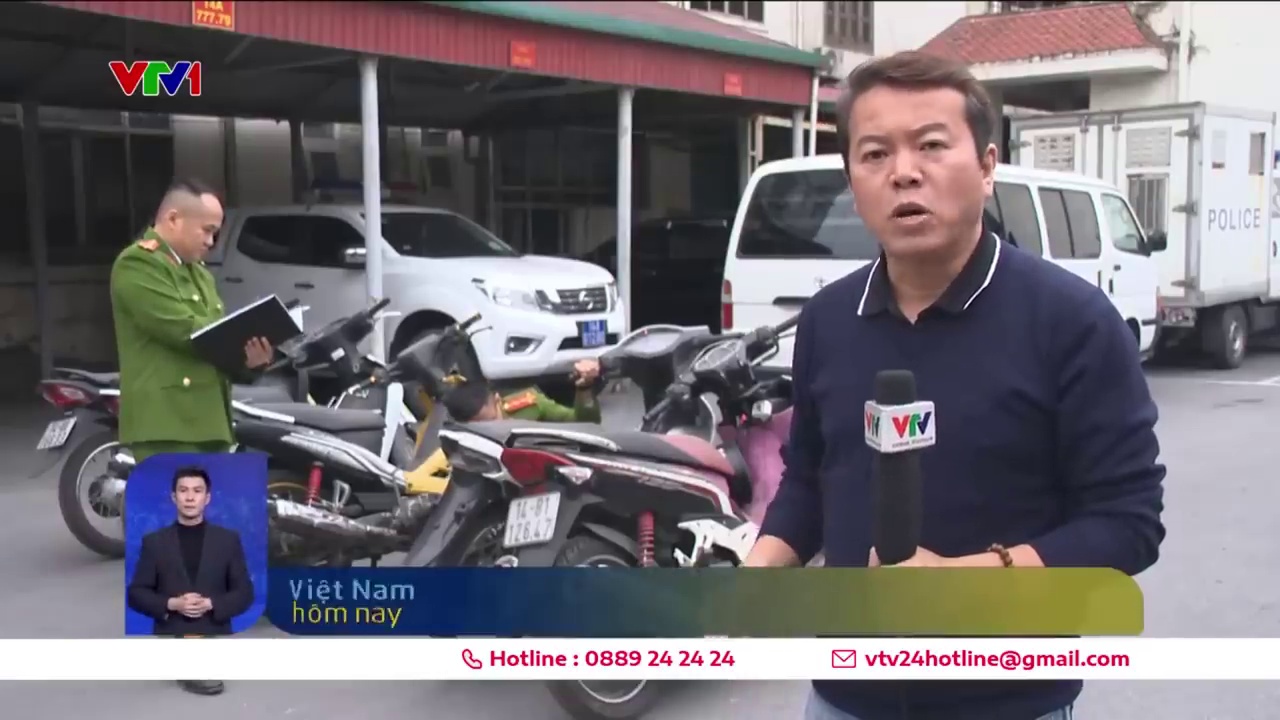 14A
777.79
VTV1
POLICE
VTV
14-B1
126.47
Việt Nam
hôm nay
Hotline : 0889 24 24 24
vtv24hotline@gmail.com